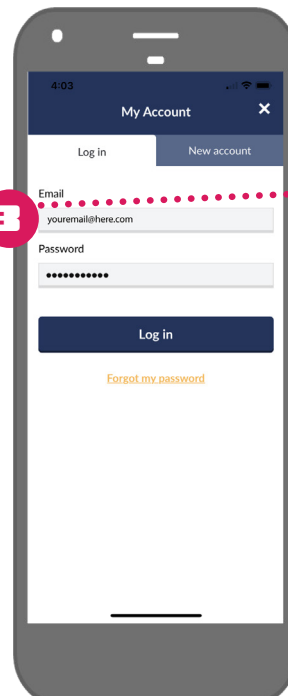 4:03
My Account ×
Log in New account
Email
youremail@here.com
Password
•••••••••••
Log in
Forgot my password